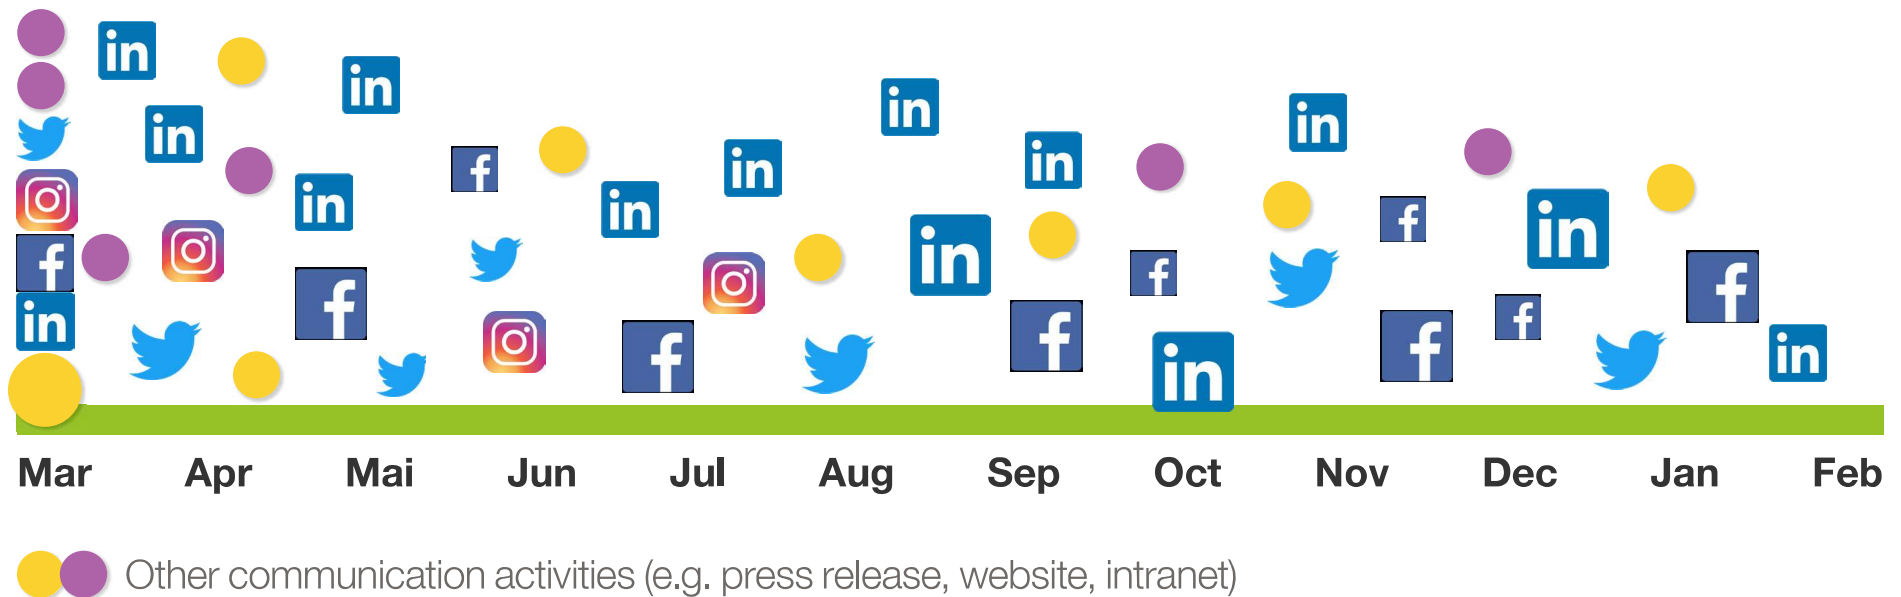 Mar Apr Mai Jun Jul Aug Sep Oct Nov Dec Jan Feb
Other communication activities (e.g. press release, website, intranet)